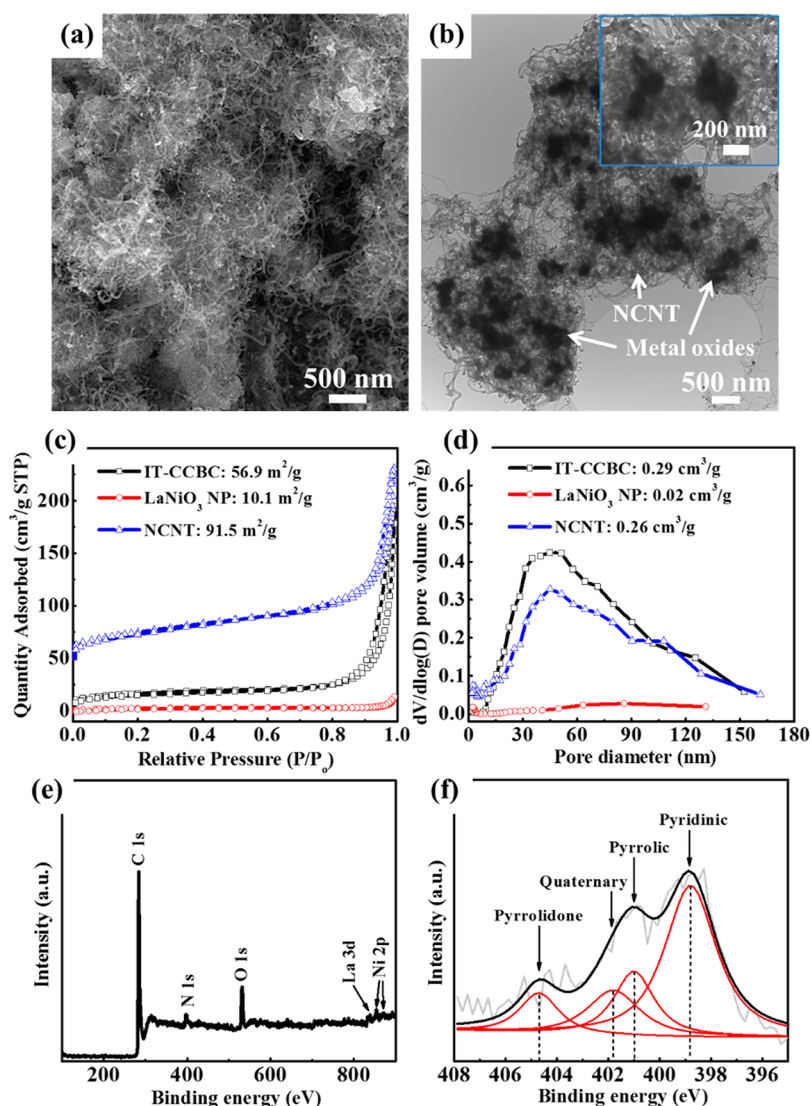 (a)
500 nm
(b)
200 nm
NCNT
Metal oxides
500 nm
(c)
Quantity Adsorbed (cm³/g STP)
IT-CCBC: 56.9 m²/g
LaNiO₃ NP: 10.1 m²/g
NCNT: 91.5 m²/g
200
150
100
50
0
0.0 0.2 0.4 0.6 0.8 1.0
Relative Pressure (P/Pₒ)
(d)
dV/dlog(D) pore volume (cm³/g)
IT-CCBC: 0.29 cm³/g
LaNiO₃ NP: 0.02 cm³/g
NCNT: 0.26 cm³/g
0.6
0.5
0.4
0.3
0.2
0.1
0.0
0 30 60 90 120 150 180
Pore diameter (nm)
(e)
Intensity (a.u.)
C 1s
N 1s
O 1s
La 3d
Ni 2p
200 400 600 800
Binding energy (eV)
(f)
Intensity (a.u.)
Pyridinic
Pyrrolic
Quaternary
Pyrrolidone
408 406 404 402 400 398 396
Binding energy (eV)